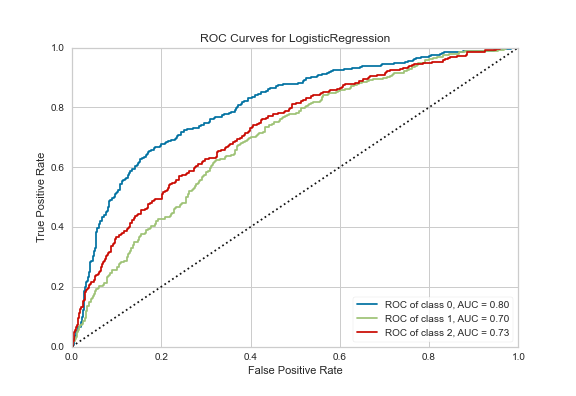 ROC Curves for LogisticRegression
1.0
0.8
0.6
0.4
0.2
0.0
True Positive Rate
ROC of class 0, AUC = 0.80
ROC of class 1, AUC = 0.70
ROC of class 2, AUC = 0.73
0.0 0.2 0.4 0.6 0.8 1.0
False Positive Rate